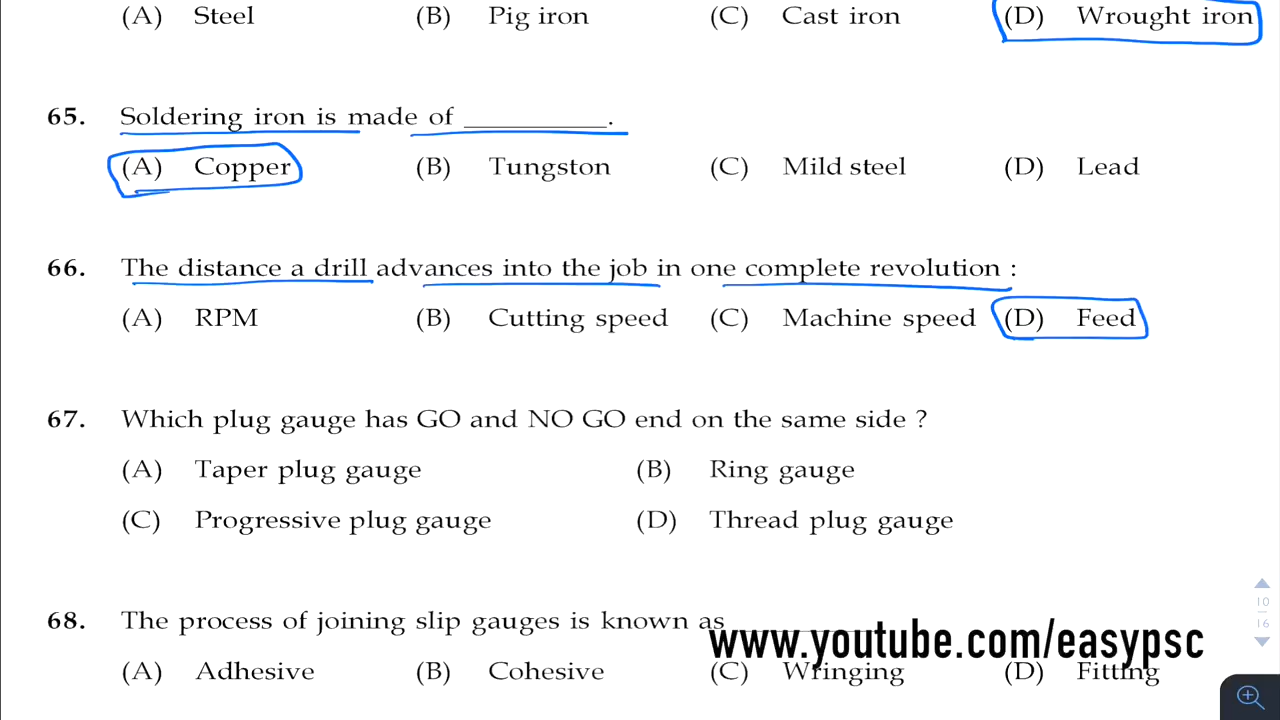 (A) Steel (B) Pig iron (C) Cast iron (D) Wrought iron
65. Soldering iron is made of ___________.
(A) Copper (B) Tungston (C) Mild steel (D) Lead
66. The distance a drill advances into the job in one complete revolution :
(A) RPM (B) Cutting speed (C) Machine speed (D) Feed
67. Which plug gauge has GO and NO GO end on the same side ?
(A) Taper plug gauge (B) Ring gauge
(C) Progressive plug gauge (D) Thread plug gauge
68. The process of joining slip gauges is known as
www.youtube.com/easypsc
(A) Adhesive (B) Cohesive (C) Wringing (D) Fitting
10
16